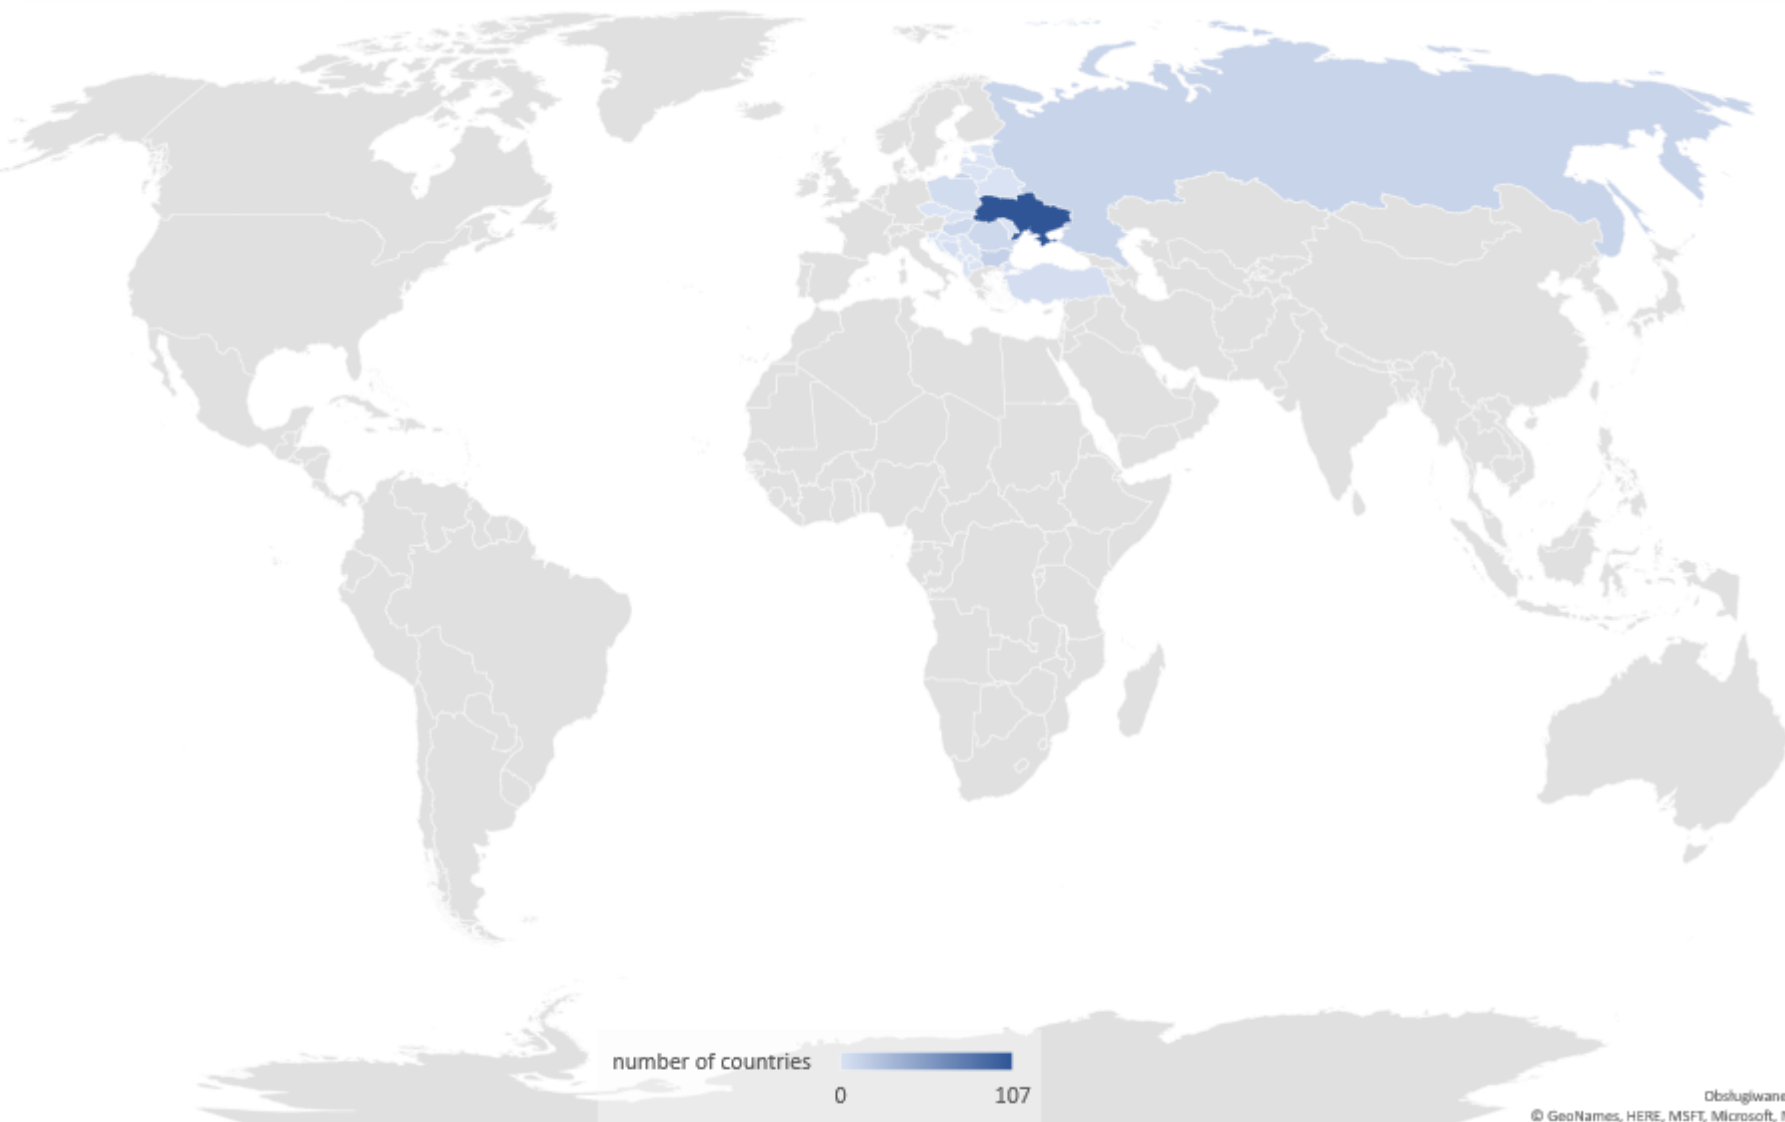 number of countries
0
107
Obsługiwane
© GeoNames, HERE, MSFT, Microsoft,